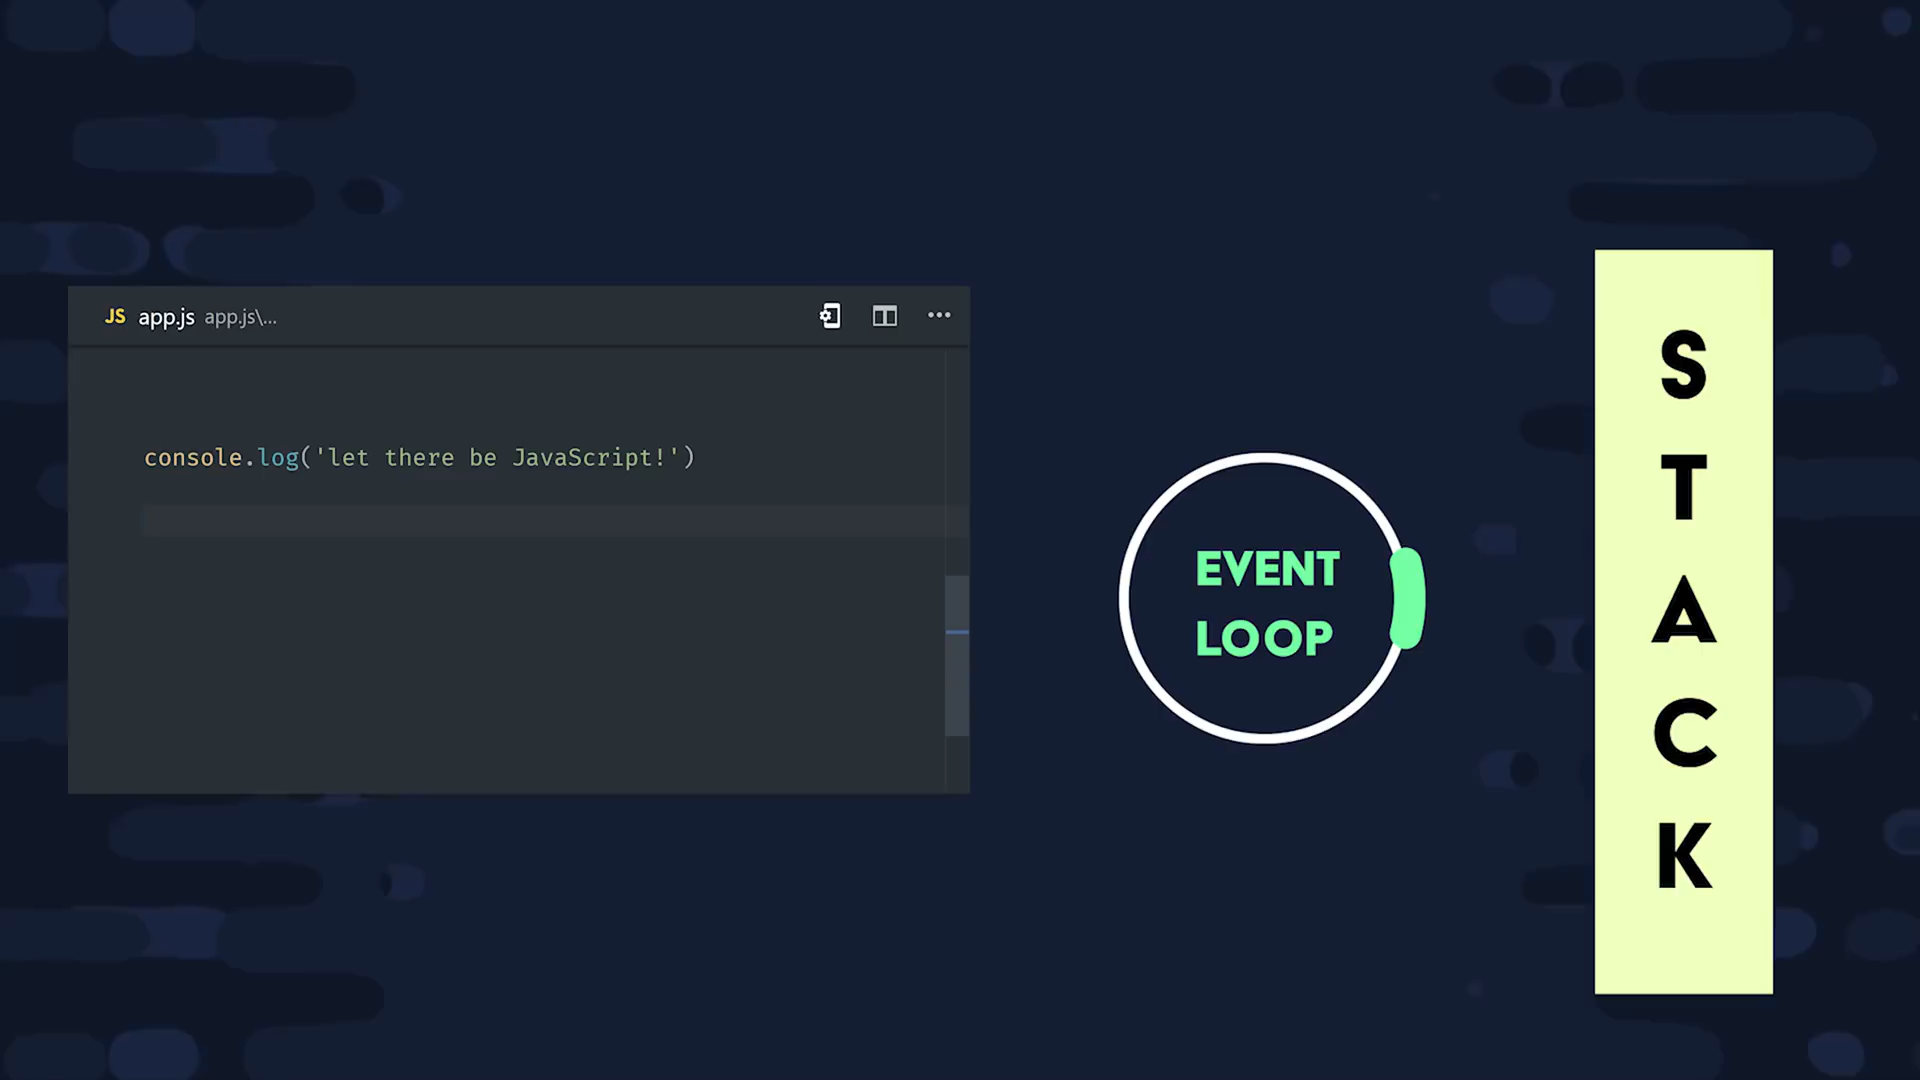 JS app.js app.js\...
console.log('let there be JavaScript!')
EVENT
LOOP
S
T
A
C
K